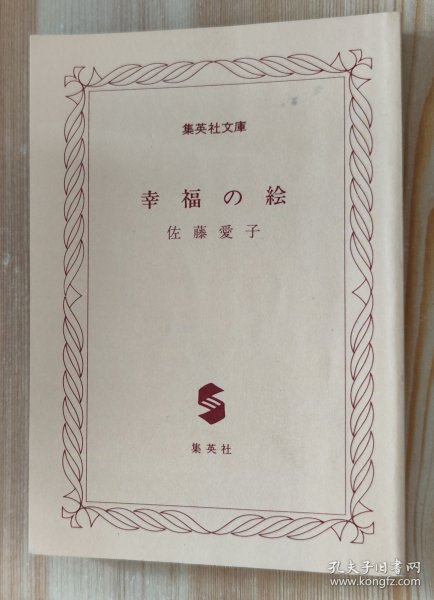 集英社文庫
幸福の絵
佐藤愛子
集英社
孔夫子旧书网
www.kongfz.com